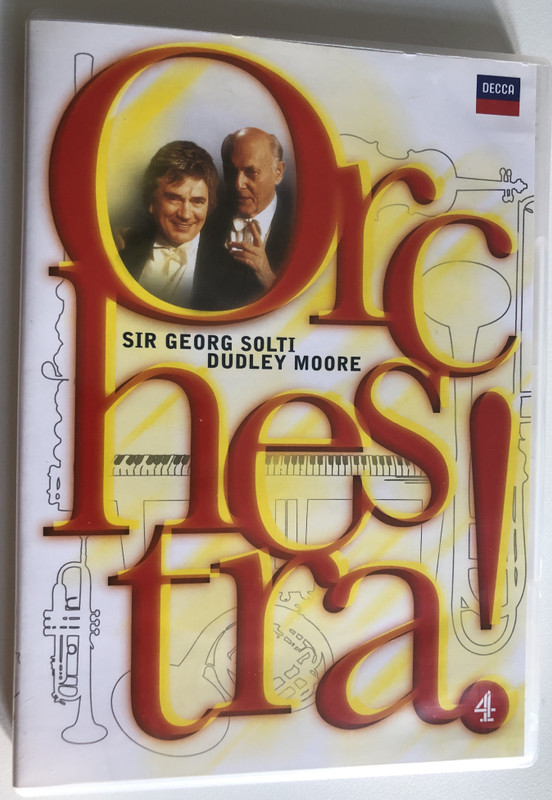 DECCA
Orc
hes
tra!
SIR GEORG SOLTI
DUDLEY MOORE
4